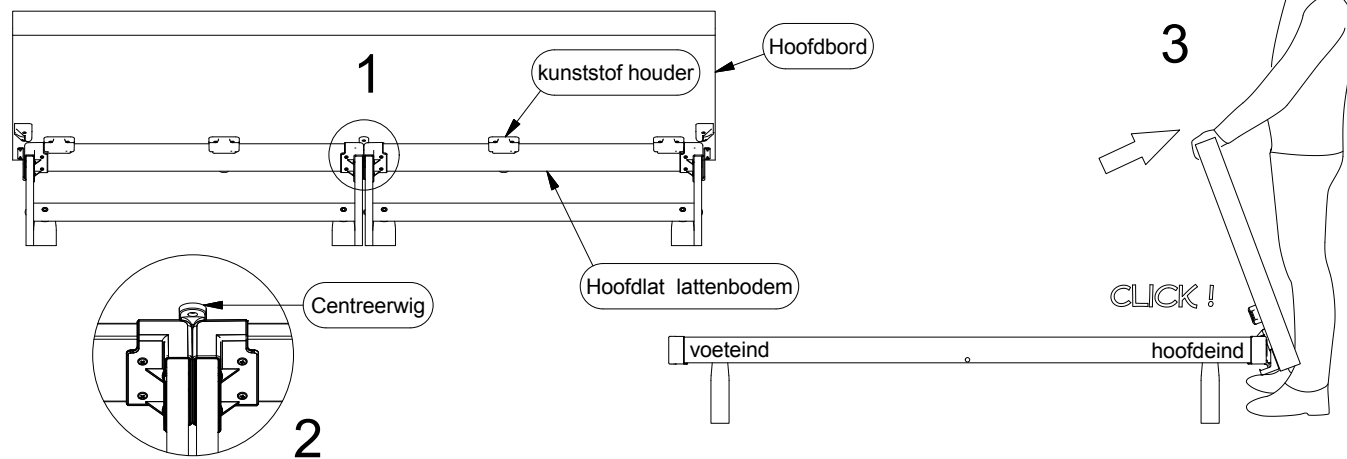 1
Hoofdbord
kunststof houder
Hoofdlat lattenbodem
Centreerwig
2
3
CLICK !
voeteind
hoofdeind